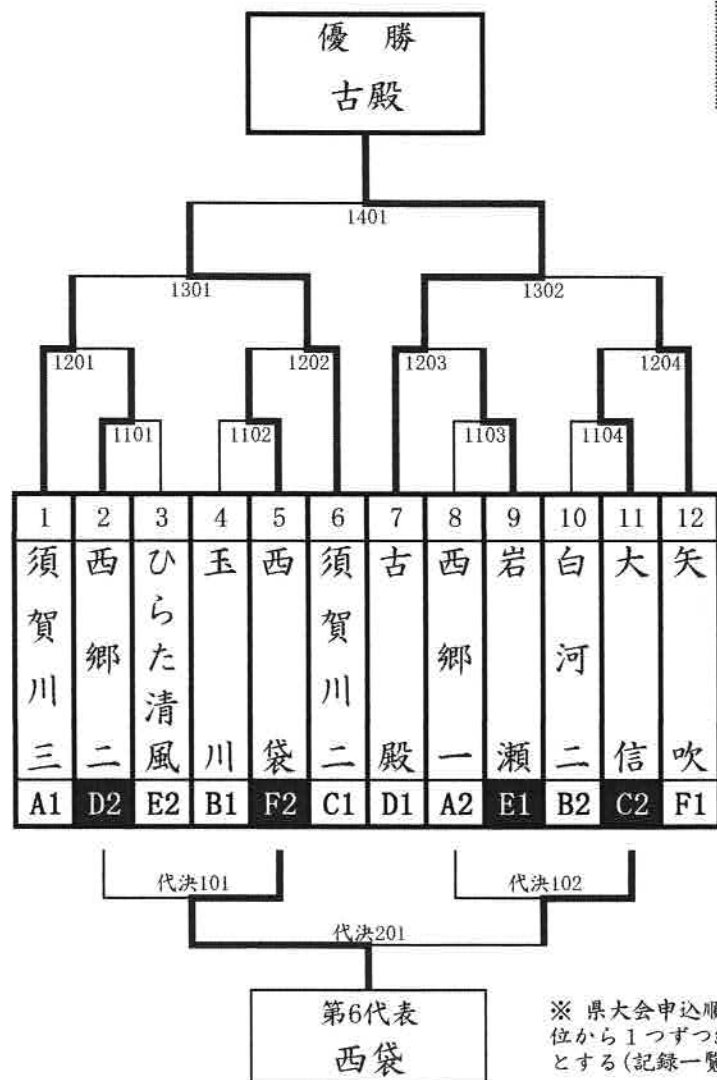 優 勝
古殿
1401
1301 1302
1201 1202 1203 1204
1101 1102 1103 1104
1 2 3 4 5 6 7 8 9 10 11 12
須賀川三 西郷二 ひらた清風 玉川 西袋 須賀川二 古殿 西郷一 岩瀬 白河二 大信 矢吹
A1 D2 E2 B1 F2 C1 D1 A2 E1 B2 C2 F1
代決101 代決102
代決201
第6代表
西袋
※ 県大会申込順
位から1つずつ
とする(記録一覧